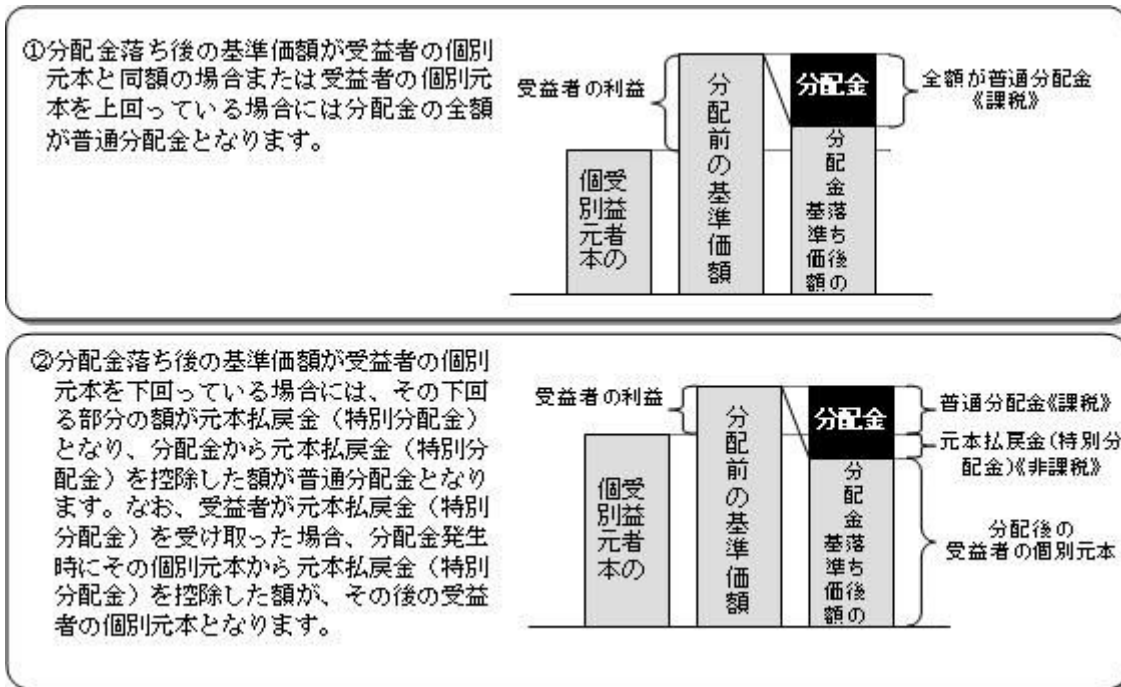 ①分配金落ち後の基準価額が受益者の個別
元本と同額の場合または受益者の個別元
本を上回っている場合には分配金の全額
が普通分配金となります。
受益者の利益
受益者の
個別元本
分配前の基準価額
分配金
分配金落ち後の
基準価額
全額が普通分配金
《課税》
②分配金落ち後の基準価額が受益者の個別
元本を下回っている場合には、その下回
る部分の額が元本払戻金（特別分配金）
となり、分配金から元本払戻金（特別分
配金）を控除した額が普通分配金となり
ます。なお、受益者が元本払戻金（特別
分配金）を受け取った場合、分配金発生
時にその個別元本から元本払戻金（特別
分配金）を控除した額が、その後の受益
者の個別元本となります。
受益者の利益
受益者の
個別元本
分配前の基準価額
分配金
分配金落ち後の
基準価額
普通分配金《課税》
元本払戻金(特別分
配金)《非課税》
分配後の
受益者の個別元本